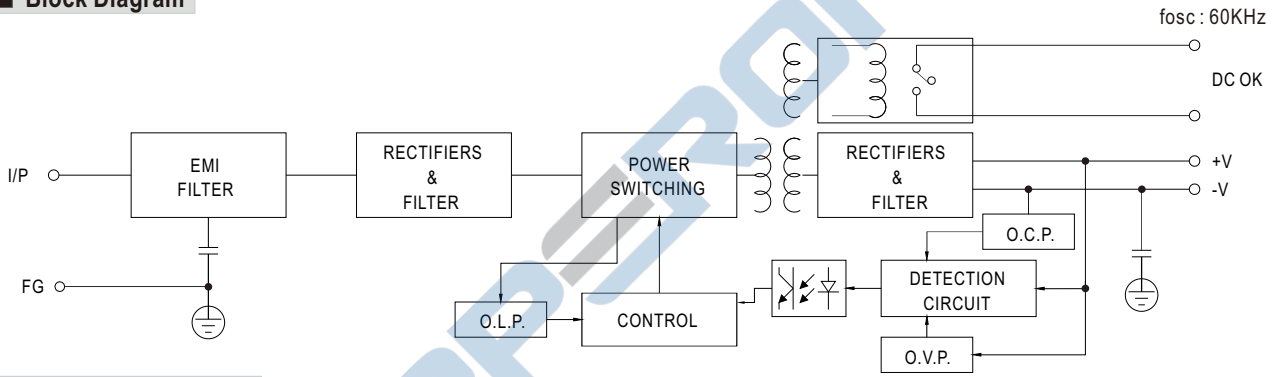 ■ Block Diagram
fosc : 60KHz
DC OK
I/P
EMI
FILTER
RECTIFIERS
&
FILTER
POWER
SWITCHING
RECTIFIERS
&
FILTER
+V
-V
O.C.P.
FG
O.L.P.
CONTROL
DETECTION
CIRCUIT
O.V.P.